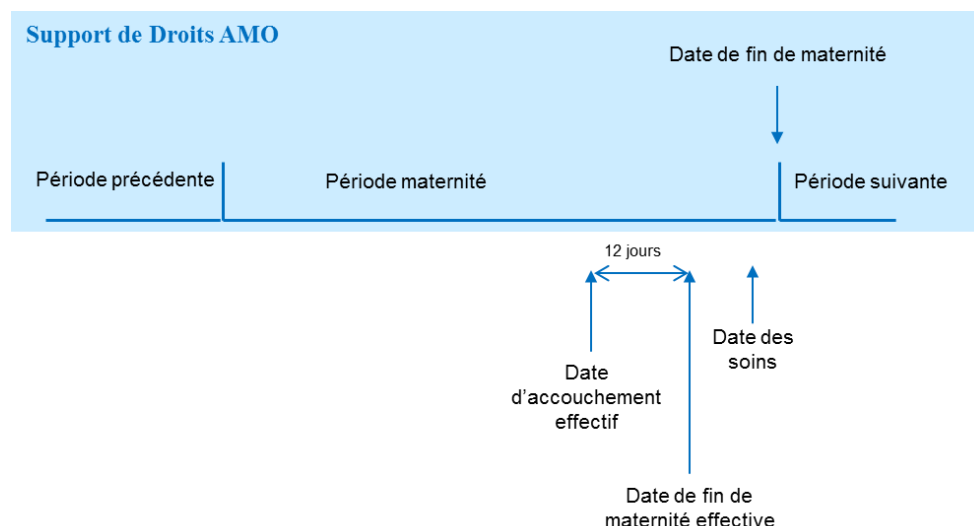 Support de Droits AMO
Date de fin de maternité
Période précédente
Période maternité
Période suivante
12 jours
Date des
soins
Date
d'accouchement
effectif
Date de fin de
maternité effective